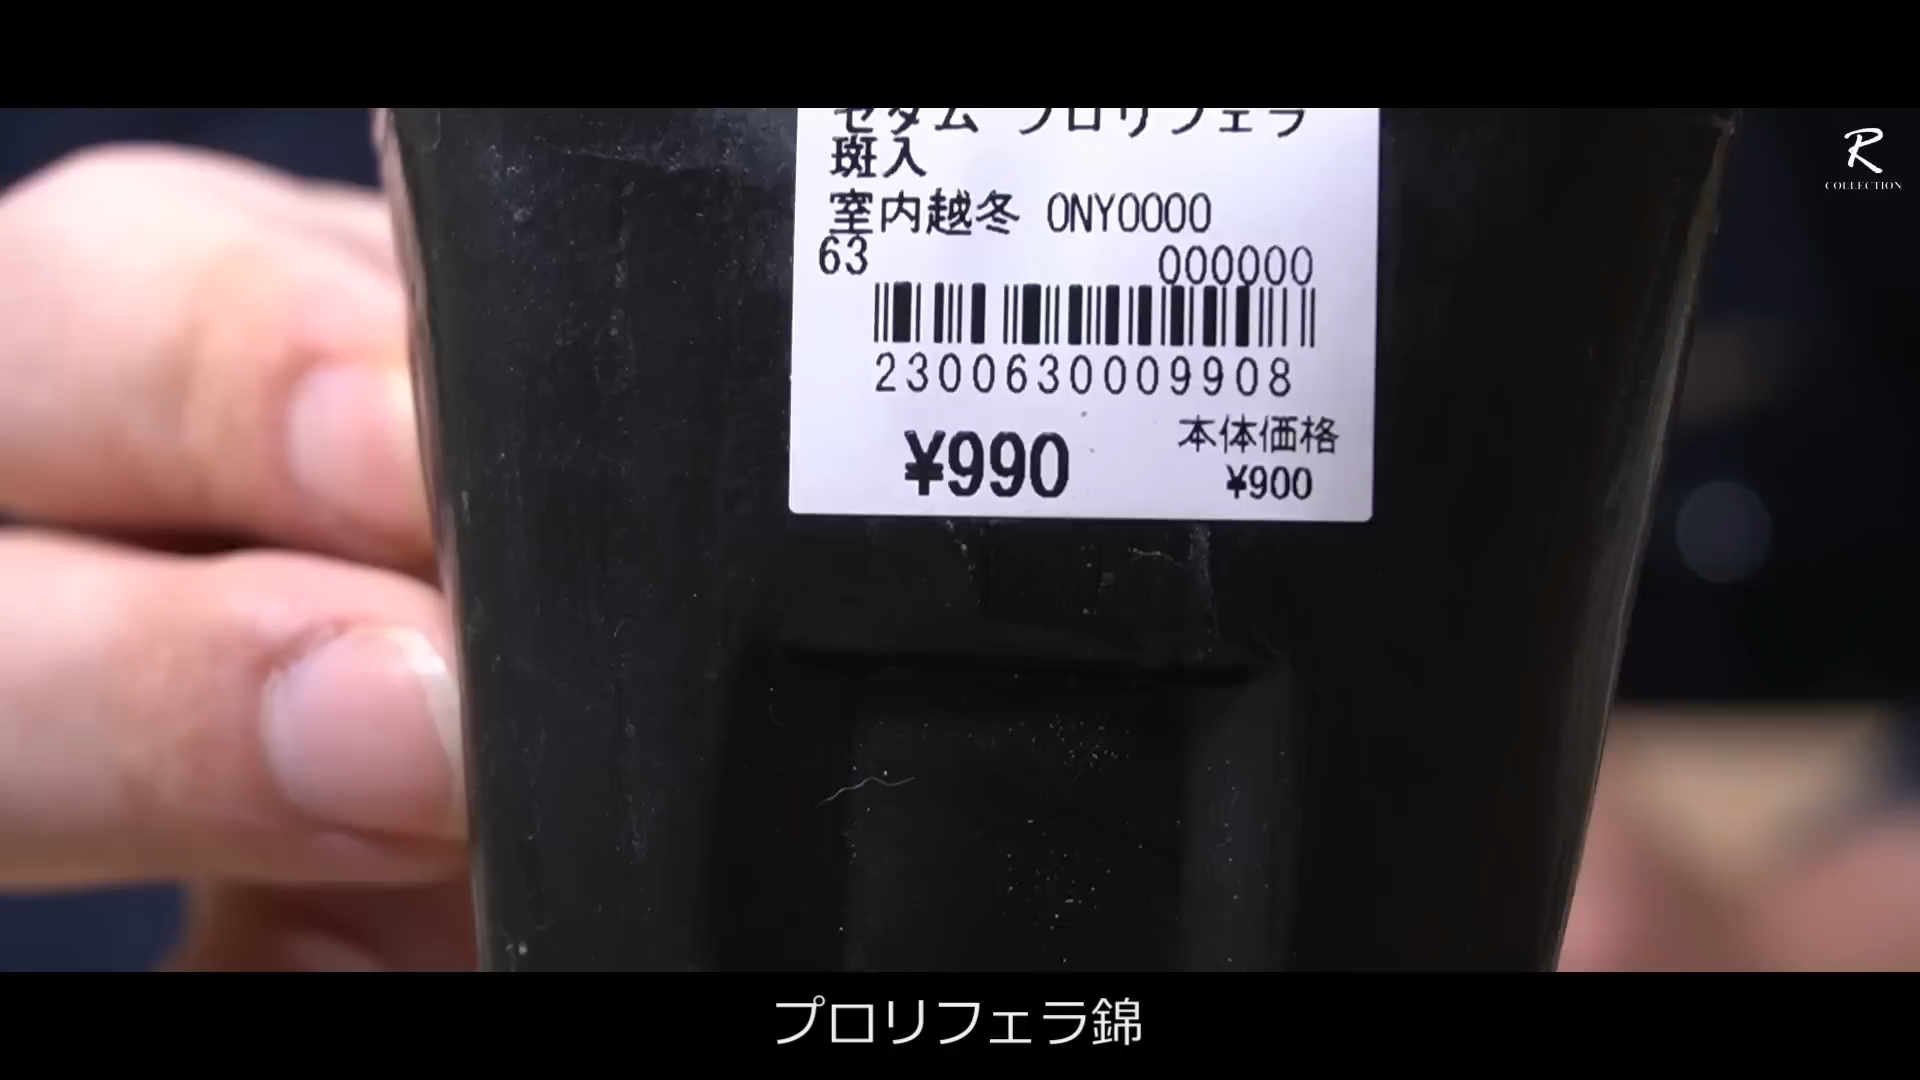 R
COLLECTION
セダム プロリフェラ
斑入
室内越冬 ONY0000
63
000000
2300630009908
本体価格
¥990
¥900
プロリフェラ錦